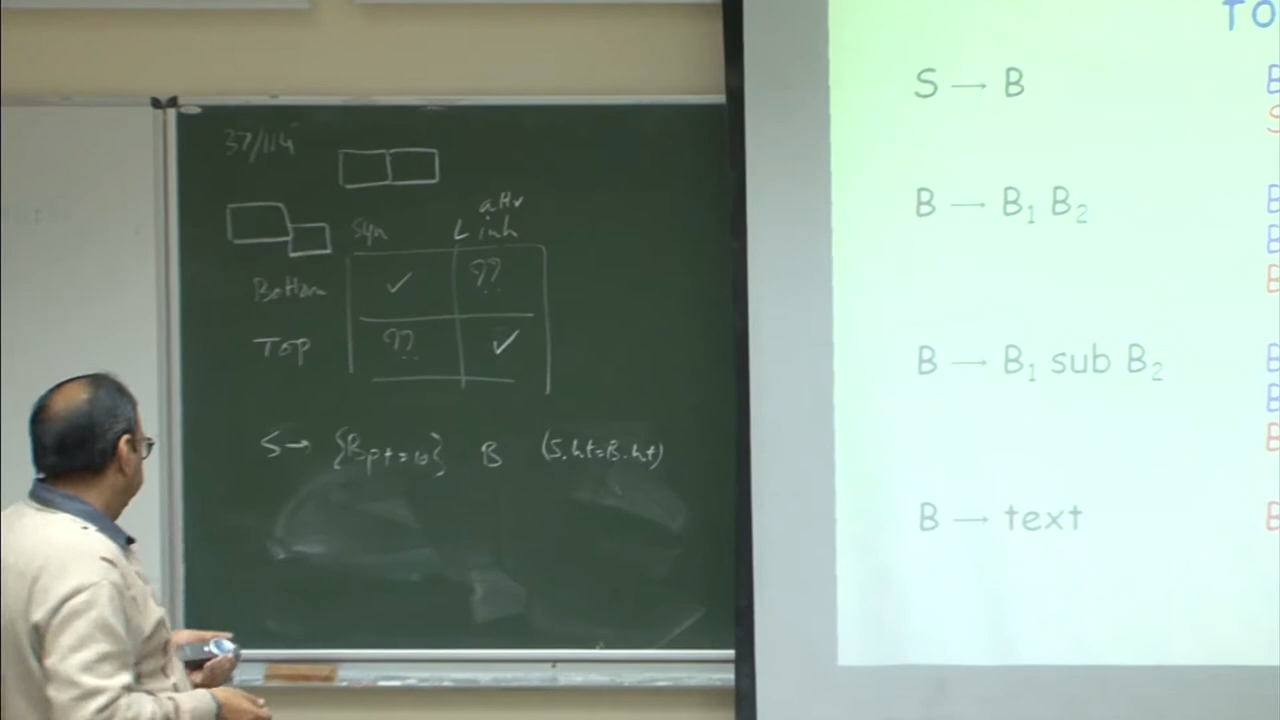 37/114
attr
Syn L inh
Bottom ✓ ??
Top ?? ✓
S → {B.pt=10} B (S.ht=B.ht)
TO
S → B
B
S
B → B₁ B₂
B
B
B
B → B₁ sub B₂
B
B
B
B → text
B